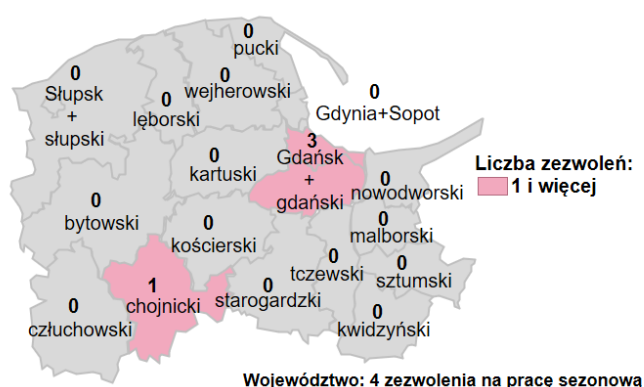 0
pucki
0
Słupsk
+
słupski
0
lęborski
0
wejherowski
0
Gdynia+Sopot
0
kartuski
3
Gdańsk
+
gdański
0
nowodworski
Liczba zezwoleń:
1 i więcej
0
bytowski
0
kościerski
0
malborski
0
tczewski
0
sztumski
1
chojnicki
0
starogardzki
0
człuchowski
0
kwidzyński
Województwo: 4 zezwolenia na pracę sezonową